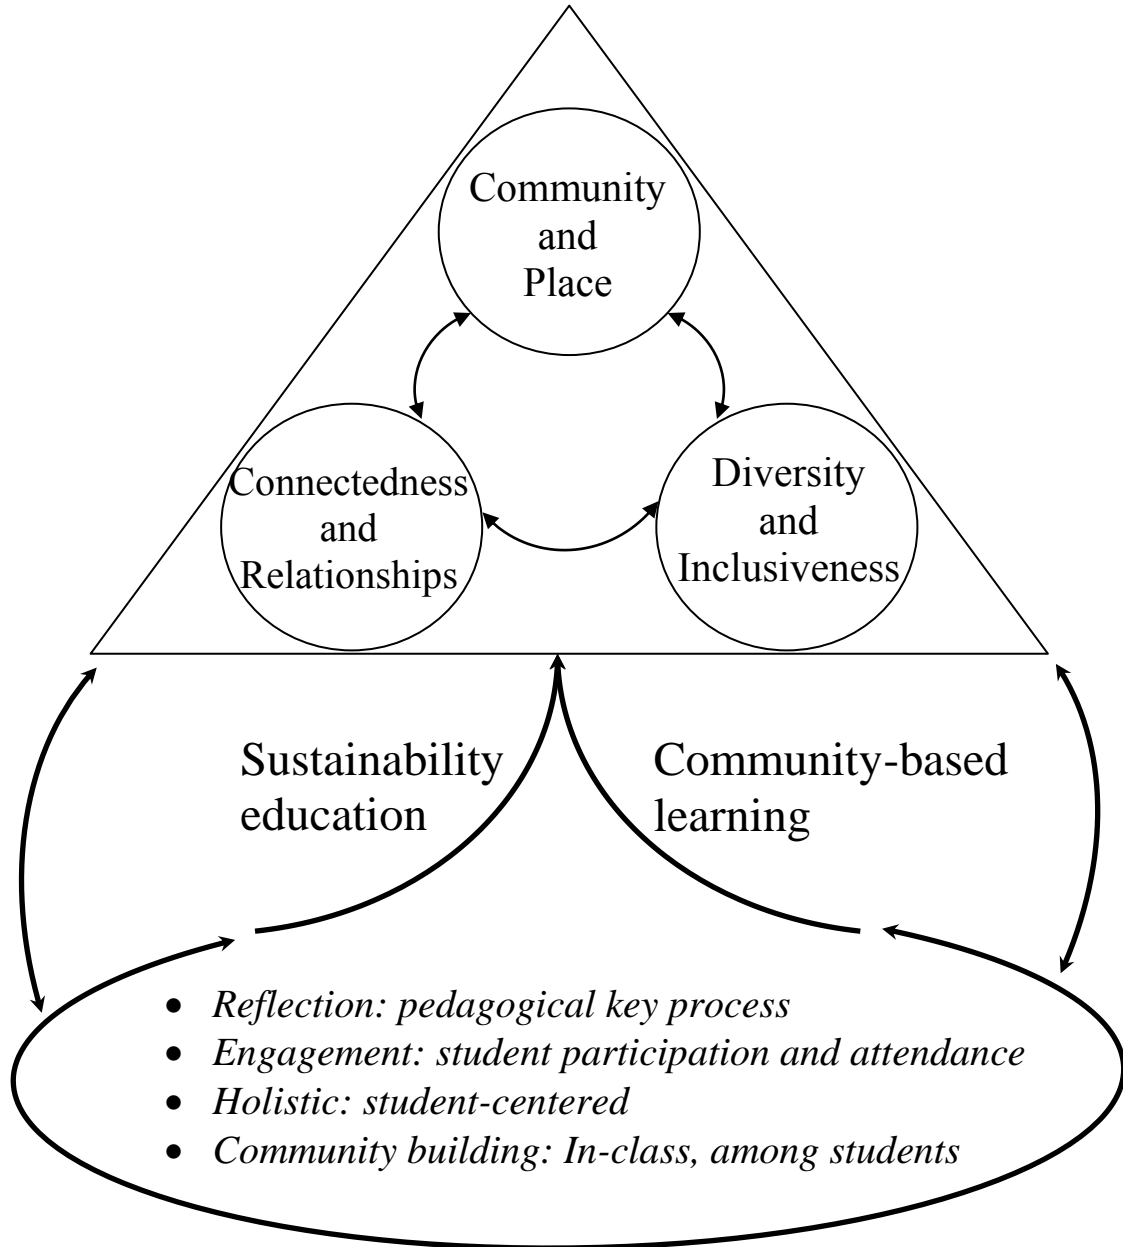 Community
and
Place
Connectedness
and
Relationships
Diversity
and
Inclusiveness
Sustainability
education
Community-based
learning
• Reflection: pedagogical key process
• Engagement: student participation and attendance
• Holistic: student-centered
• Community building: In-class, among students